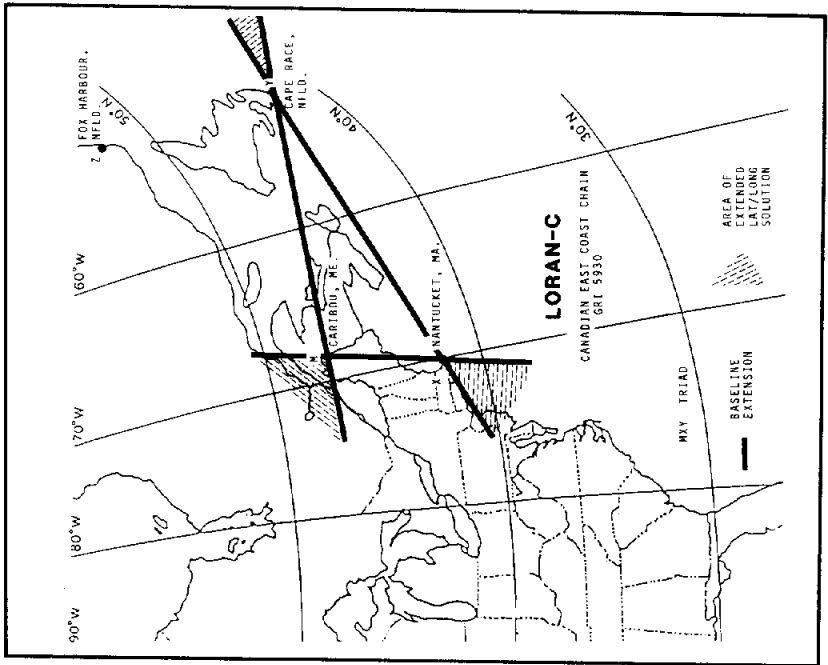 FOX HARBOUR,
NFLD.
Z
50°N
Y
CAPE RACE,
NFLD.
60°W
40°N
M
CARIBOU, ME.
30°N
70°W
X
NANTUCKET, MA.
LORAN-C
CANADIAN EAST COAST CHAIN
GRI 5930
80°W
90°W
MXY TRIAD
BASELINE
EXTENSION
AREA OF
EXTENDED
LAT/LONG
SOLUTION